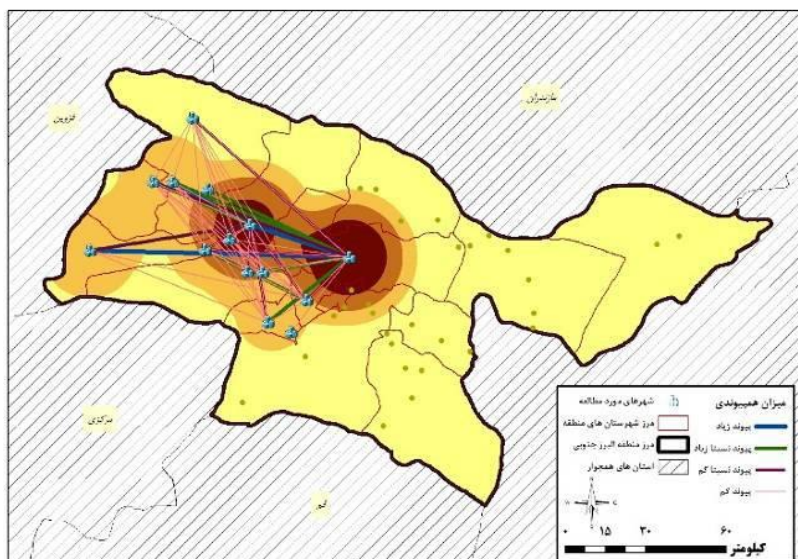 مازندران
قزوین
مرکزی
قم
میزان همپیوندی
پیوند زیاد
پیوند نسبتا زیاد
پیوند نسبتا کم
پیوند کم
شهرهای مورد مطالعه
مرز شهرستان های منطقه
مرز منطقه البرز جنوبی
استان های همجوار
N
W E
S
۰ ۱۵ ۳۰ ۶۰
کیلومتر